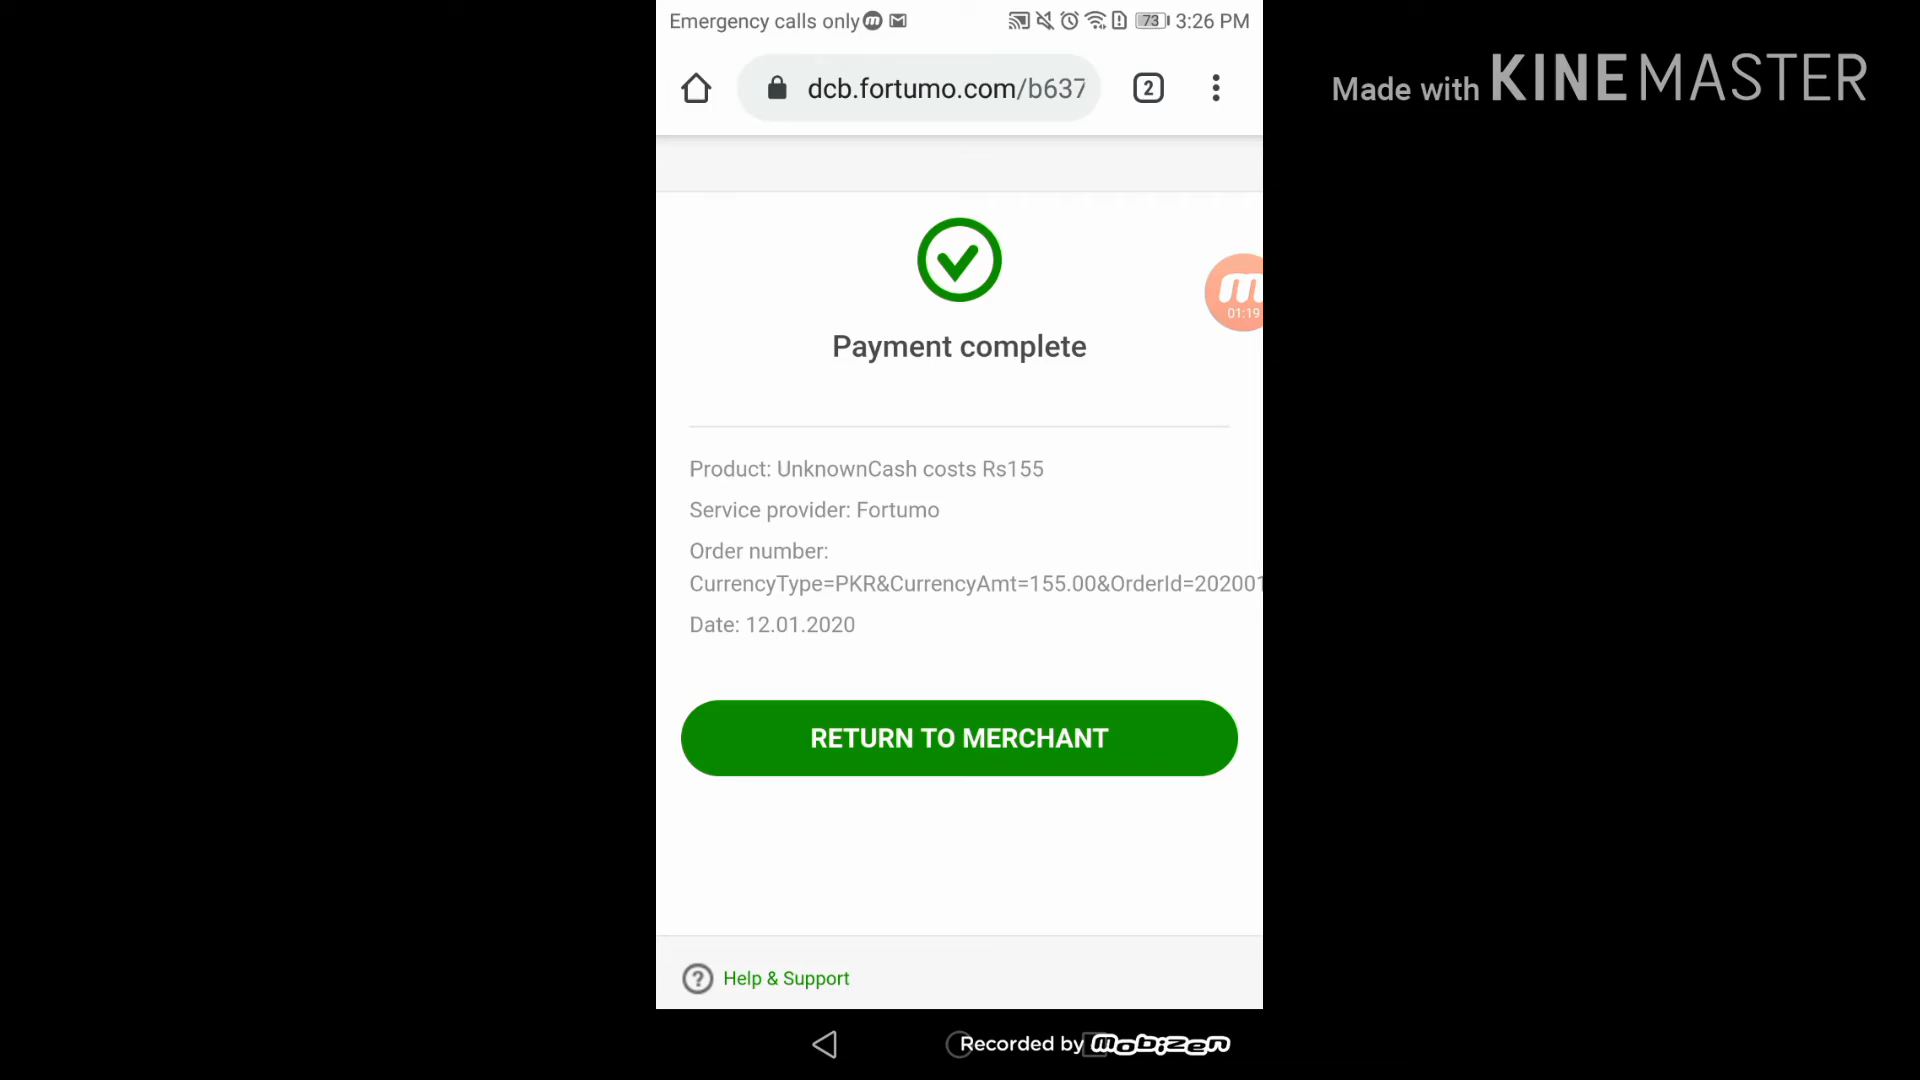 Emergency calls only
73 3:26 PM
Made with KINEMASTER
dcb.fortumo.com/b637
2
01:19
Payment complete
Product: UnknownCash costs Rs155
Service provider: Fortumo
Order number:
CurrencyType=PKR&CurrencyAmt=155.00&OrderId=202001
Date: 12.01.2020
RETURN TO MERCHANT
? Help & Support
Recorded by Mobizen